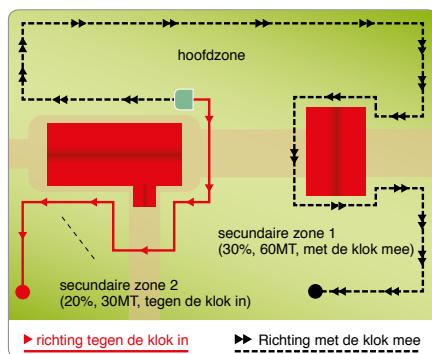 hoofdzone
secundaire zone 1
(30%, 60MT, met de klok mee)
secundaire zone 2
(20%, 30MT, tegen de klok in)
richting tegen de klok in
Richting met de klok mee